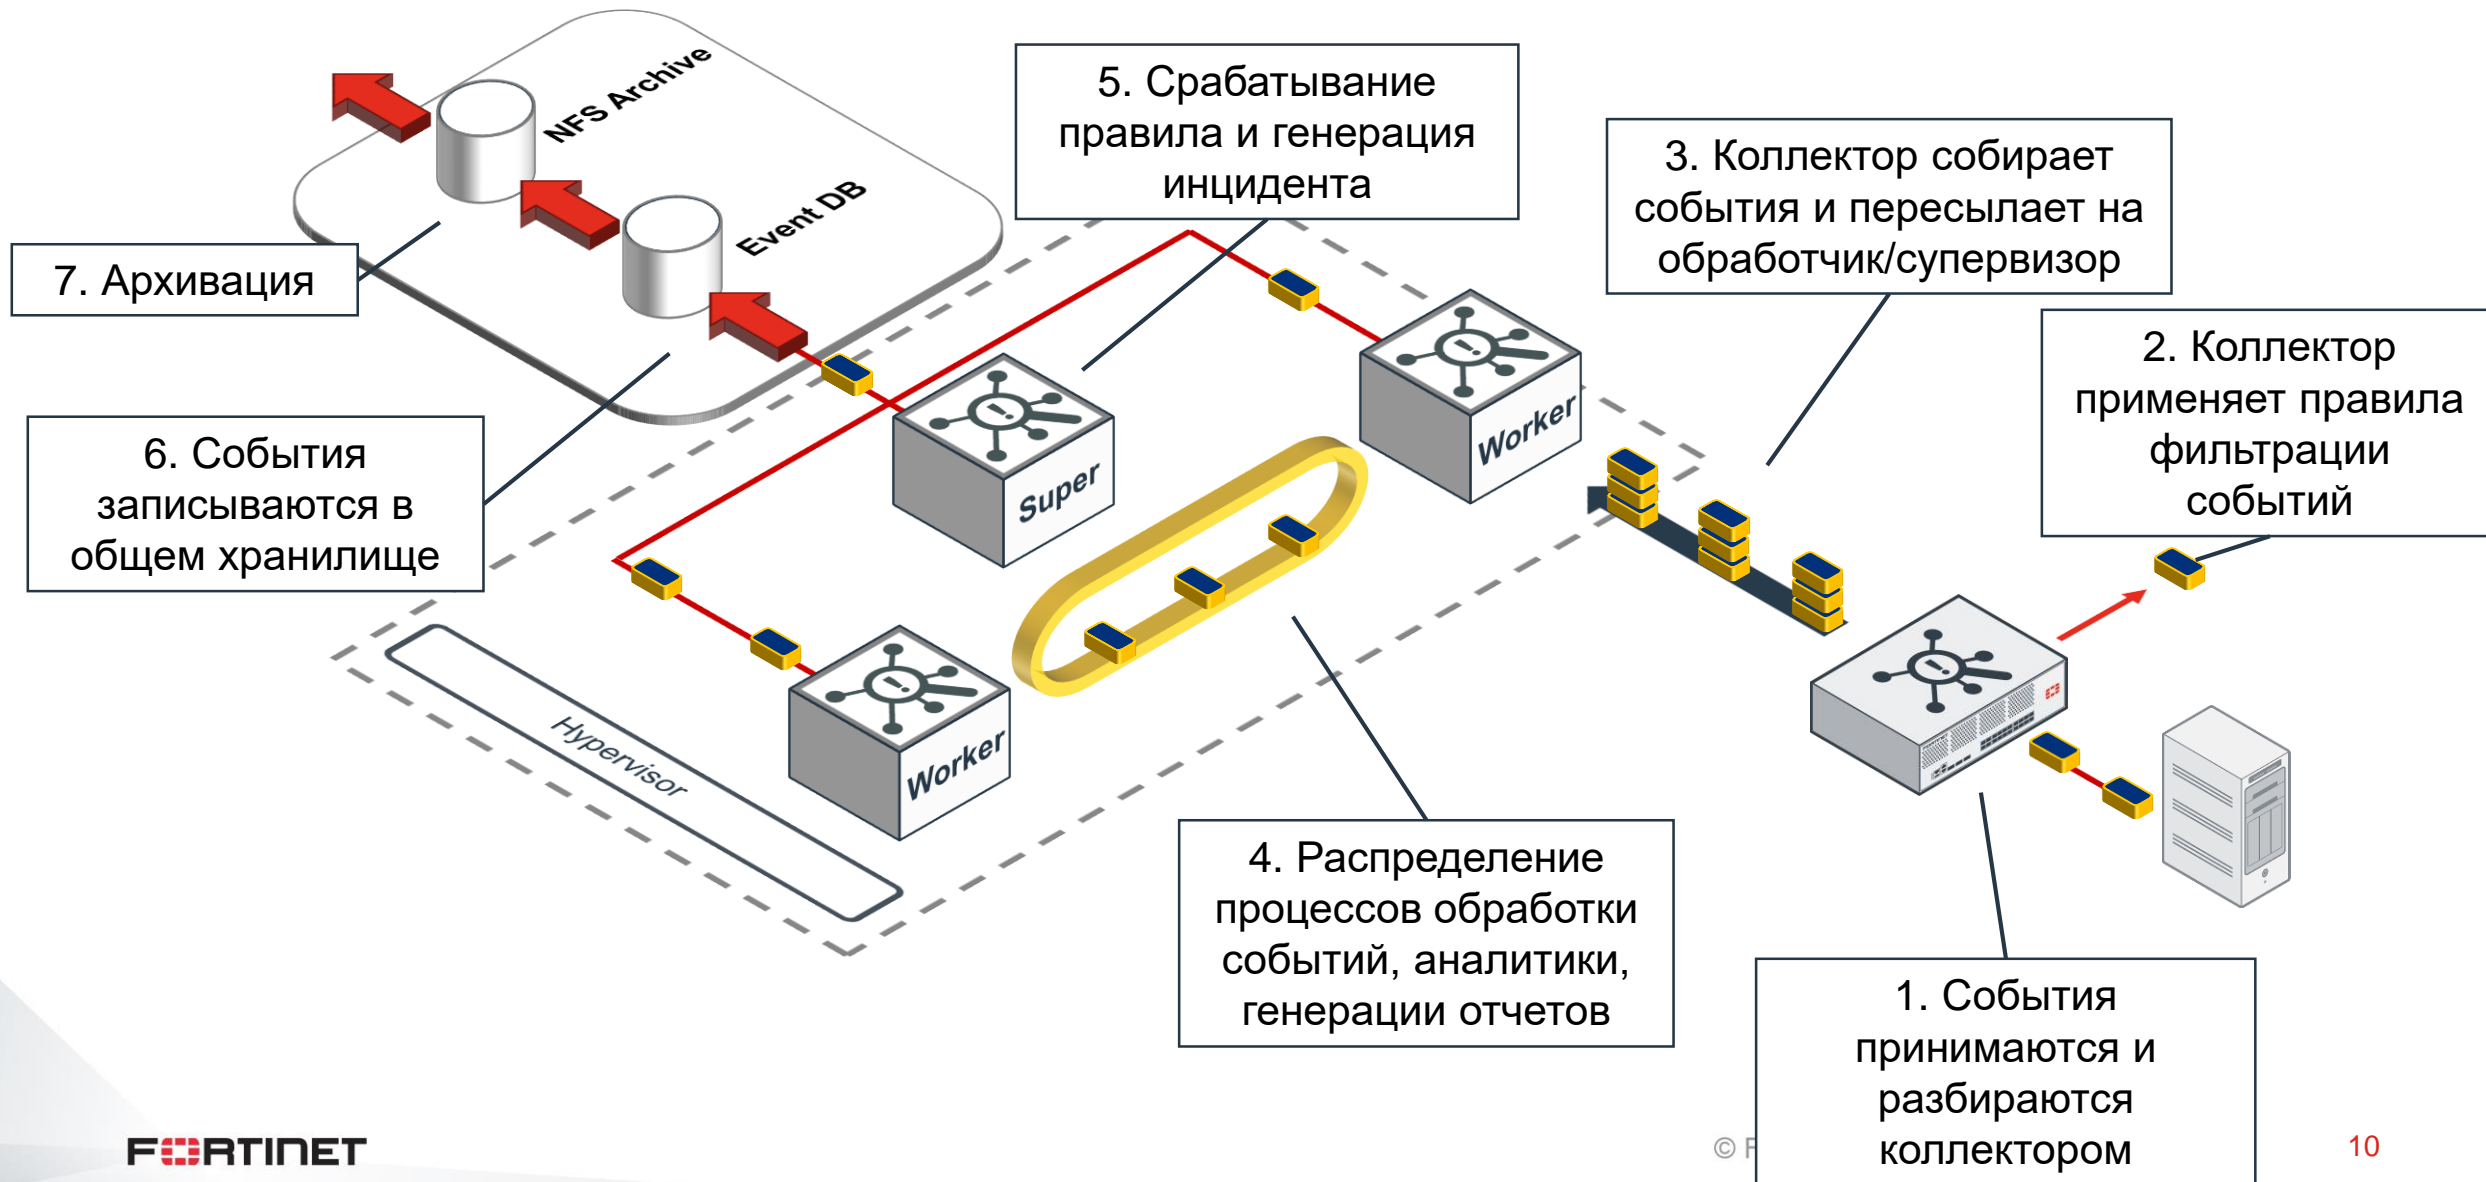 NFS Archive
Event DB
5. Срабатывание
правила и генерация
инцидента
3. Коллектор собирает
события и пересылает на
обработчик/супервизор
2. Коллектор
применяет правила
фильтрации
событий
7. Архивация
6. События
записываются в
общем хранилище
Worker
Super
Worker
Hypervisor
4. Распределение
процессов обработки
событий, аналитики,
генерации отчетов
1. События
принимаются и
разбираются
коллектором
FORTINET
© F
10